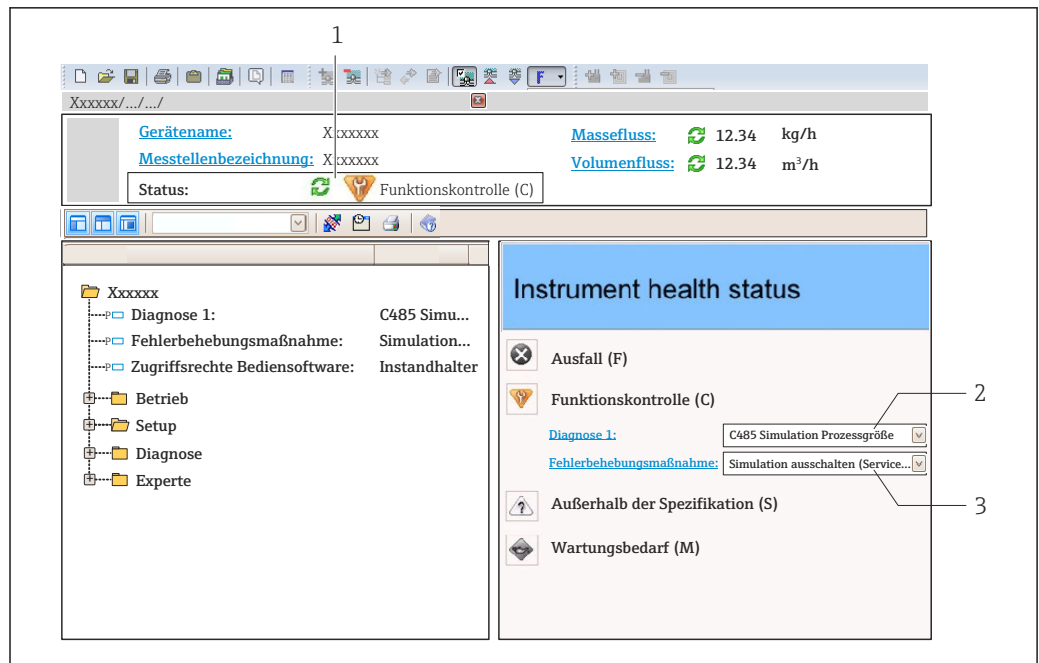 1
F
Xxxxxx/.../.../
Gerätename: Xxxxxxx Massefluss: 12.34 kg/h
Messtellenbezeichnung: Xxxxxxx Volumenfluss: 12.34 m³/h
Status: Funktionskontrolle (C)
Xxxxxx
P Diagnose 1: C485 Simu...
P Fehlerbehebungsmaßnahme: Simulation...
P Zugriffsrechte Bediensoftware: Instandhalter
Betrieb
Setup
Diagnose
Experte
Instrument health status
Ausfall (F)
Funktionskontrolle (C)
2
Diagnose 1: C485 Simulation Prozessgröße
Fehlerbehebungsmaßnahme: Simulation ausschalten (Service...
Außerhalb der Spezifikation (S)
3
Wartungsbedarf (M)